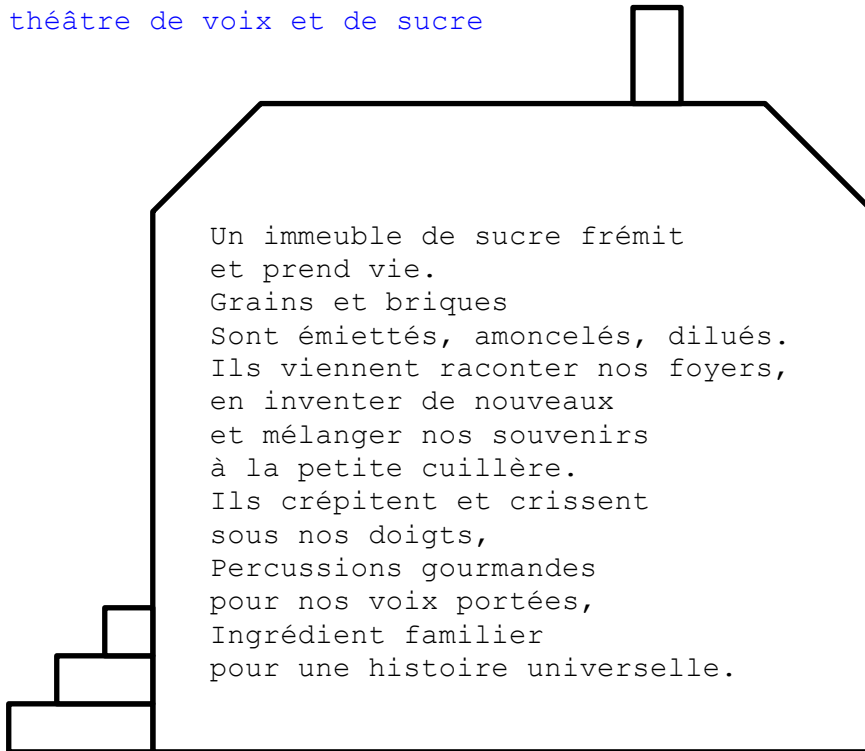 théâtre de voix et de sucre
Un immeuble de sucre frémit
et prend vie.
Grains et briques
Sont émiettés, amoncelés, dilués.
Ils viennent raconter nos foyers,
en inventer de nouveaux
et mélanger nos souvenirs
à la petite cuillère.
Ils crépitent et crissent
sous nos doigts,
Percussions gourmandes
pour nos voix portées,
Ingrédient familier
pour une histoire universelle.